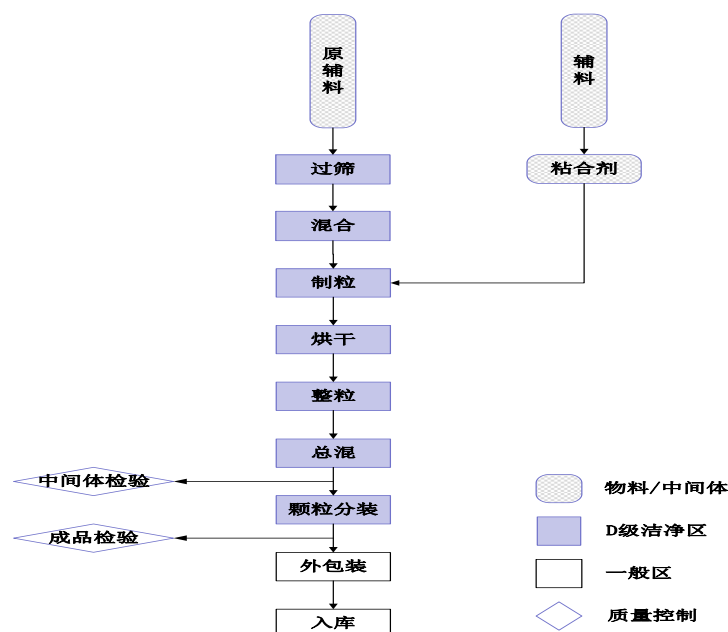 原辅料
辅料
过筛
粘合剂
混合
制粒
烘干
整粒
总混
中间体检验
颗粒分装
成品检验
外包装
入库
物料/中间体
D级洁净区
一般区
质量控制